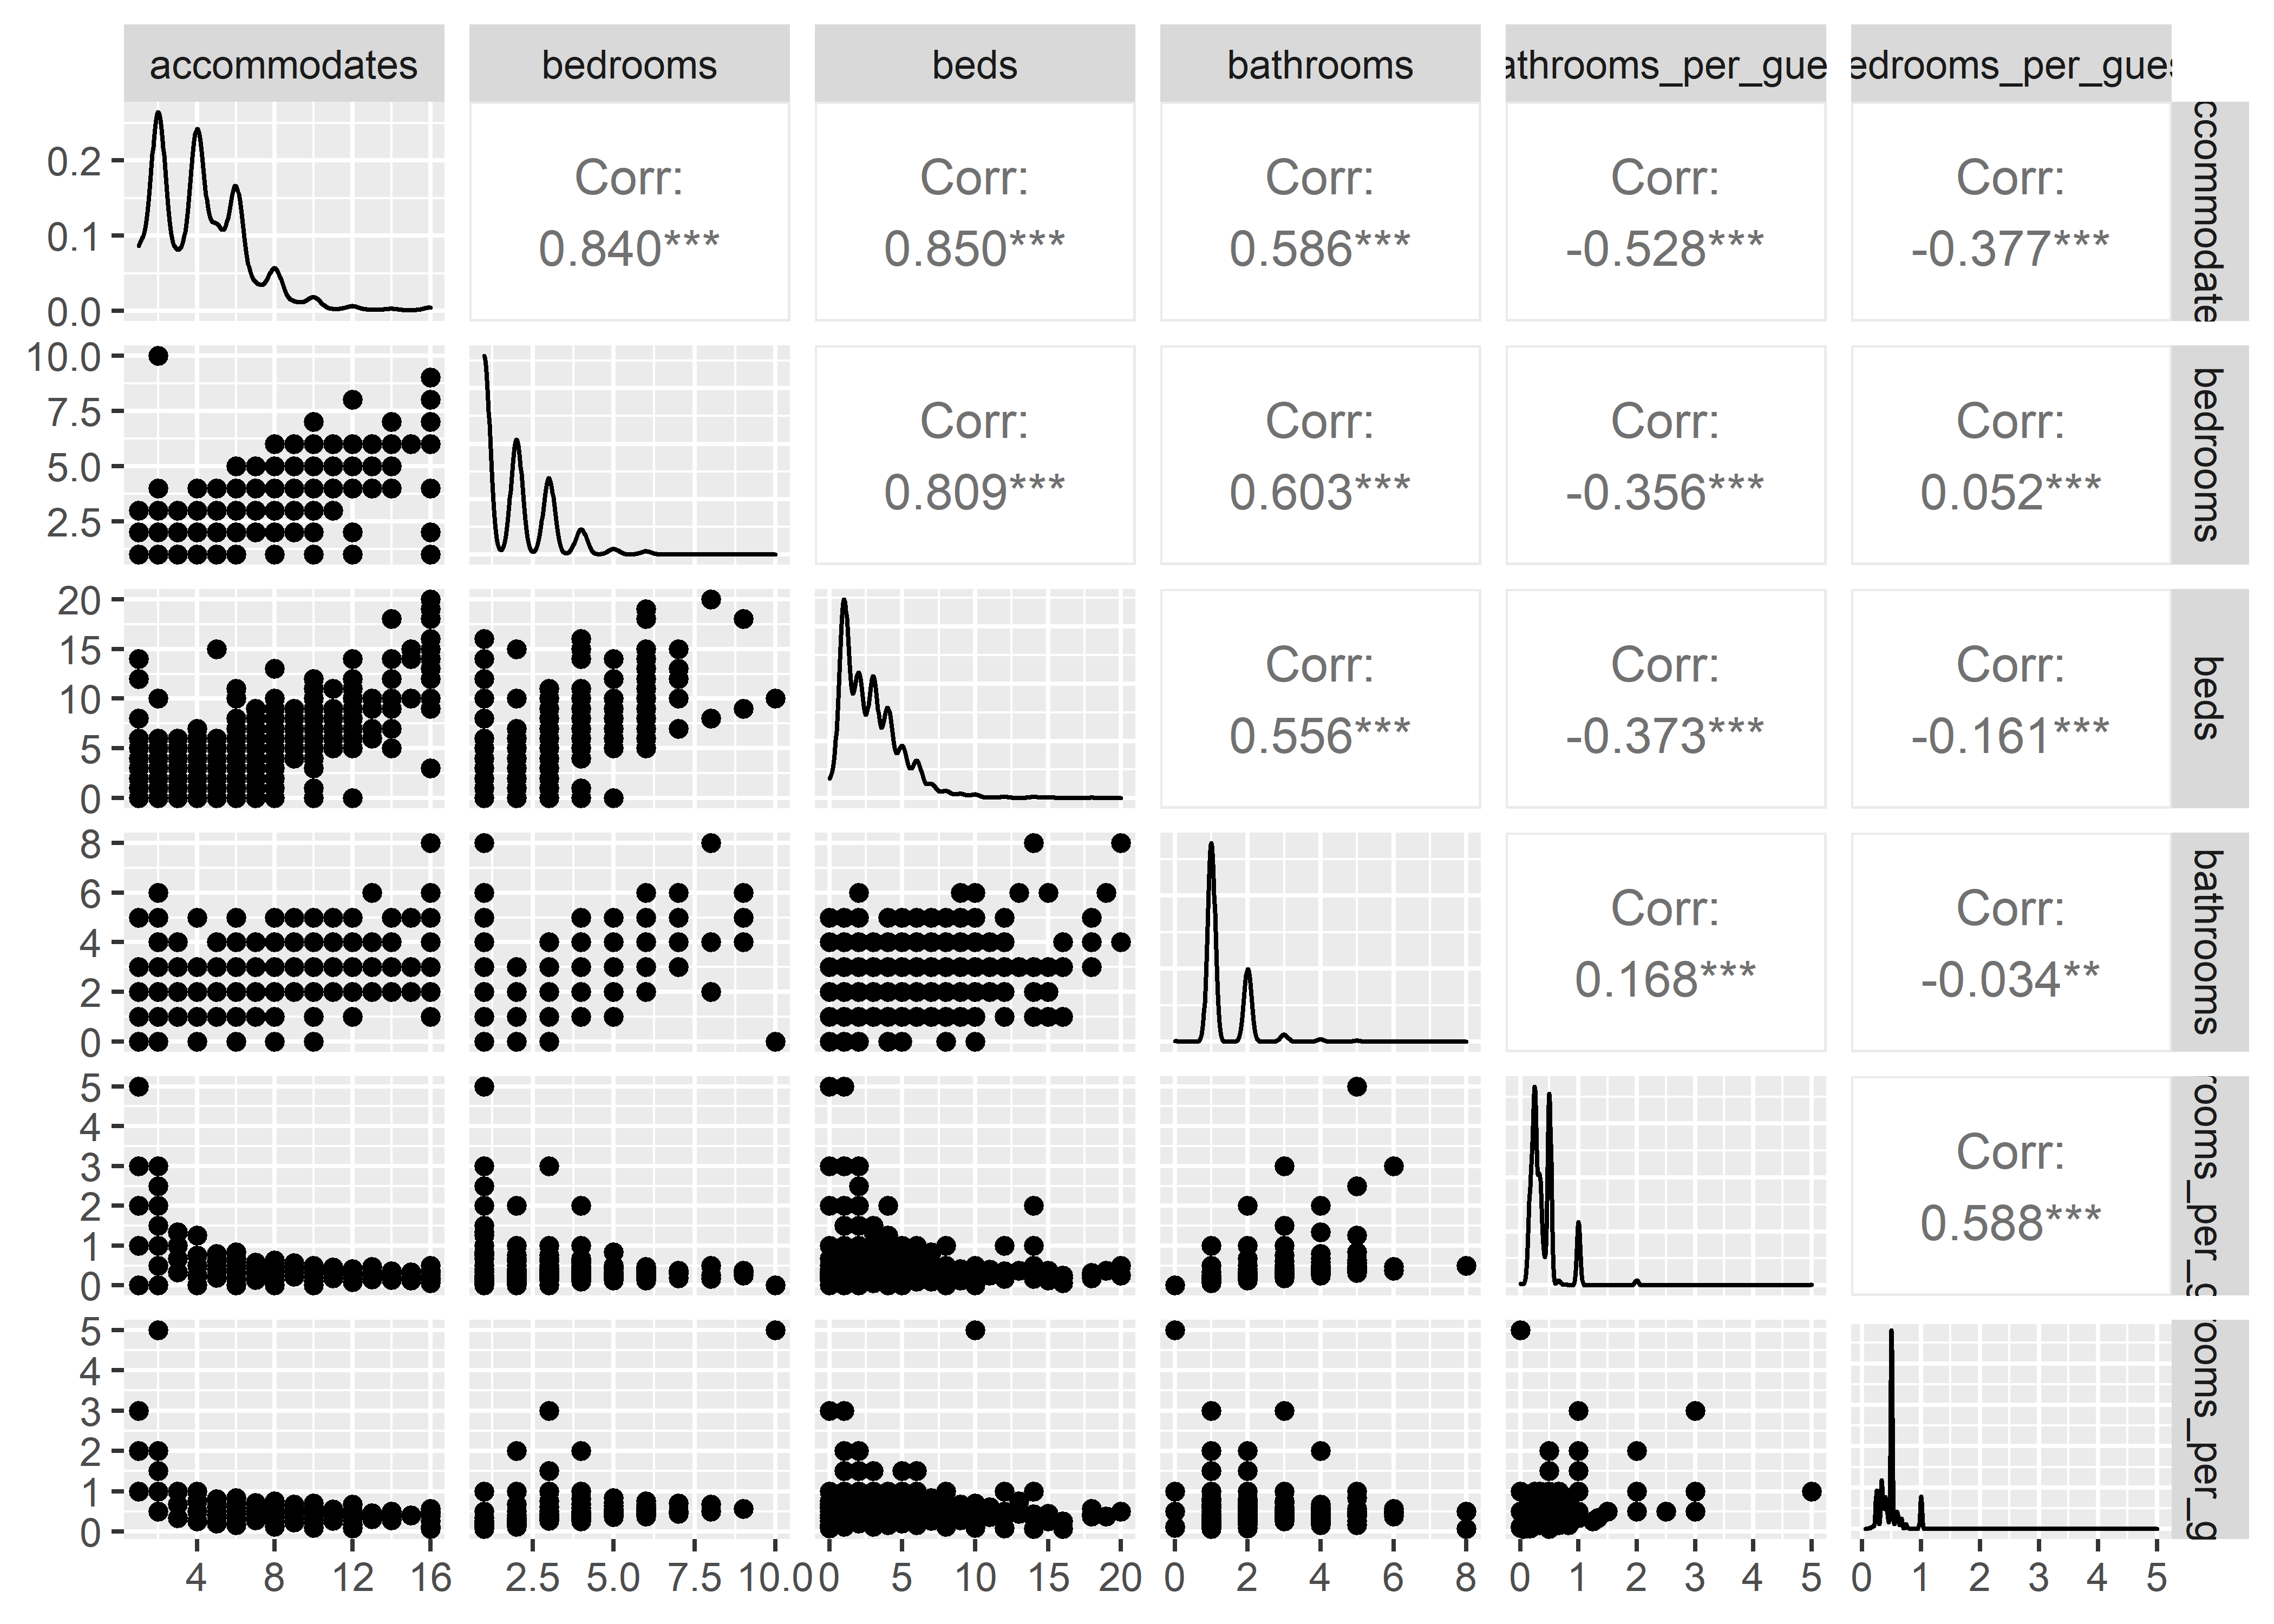 accommodates bedrooms beds bathrooms athrooms_per_gue edrooms_per_gues
0.2
0.1
0.0
Corr:
0.840***
Corr:
0.850***
Corr:
0.586***
Corr:
-0.528***
Corr:
-0.377***
ccommodate
10.0
7.5
5.0
2.5
Corr:
0.809***
Corr:
0.603***
Corr:
-0.356***
Corr:
0.052***
bedrooms
20
15
10
5
0
Corr:
0.556***
Corr:
-0.373***
Corr:
-0.161***
beds
8
6
4
2
0
Corr:
0.168***
Corr:
-0.034**
bathrooms
5
4
3
2
1
0
Corr:
0.588***
rooms_per_g
5
4
3
2
1
0
ooms_per_g
4 8 12 16
2.5 5.0 7.5 10.0
0 5 10 15 20
0 2 4 6 8
0 1 2 3 4 5
0 1 2 3 4 5